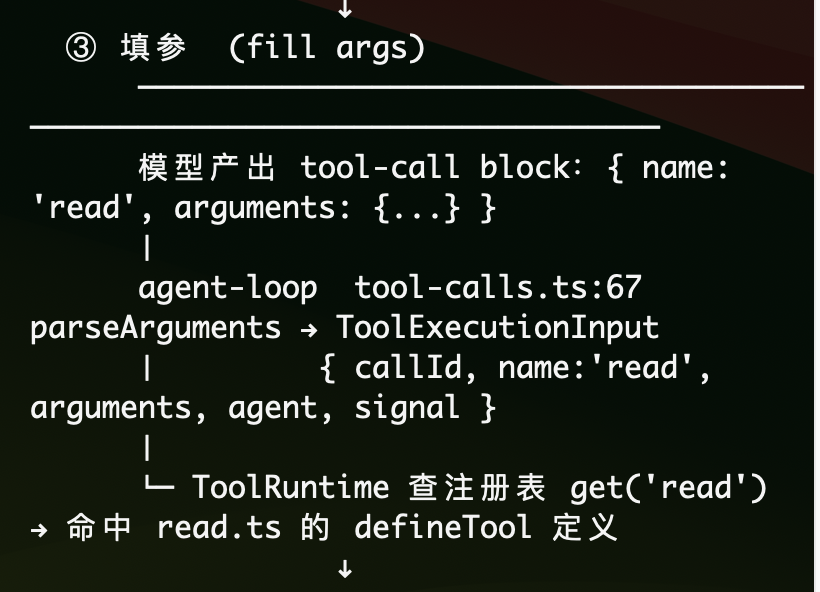 ↓
③ 填参 (fill args)
────────────────────────────────────
──────────────────────────────────
模型产出 tool-call block: { name:
'read', arguments: {...} }
|
agent-loop  tool-calls.ts:67
parseArguments → ToolExecutionInput
|         { callId, name:'read',
arguments, agent, signal }
|
└─ ToolRuntime 查注册表 get('read')
→ 命中 read.ts 的 defineTool 定义
↓